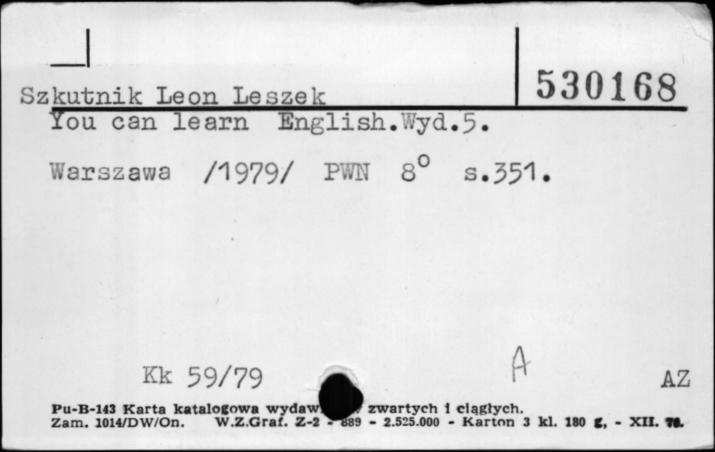 530168
Szkutnik Leon Leszek
You can learn English.Wyd.5.
Warszawa /1979/ PWN 8° s.351.
Kk 59/79
A
AZ
Pu-B-143 Karta katalogowa wydaw. zwartych i ciągłych.
Zam. 1014/DW/On. W.Z.Graf. Z-2 - 889 - 2.525.000 - Karton 3 kl. 180 g, - XII.